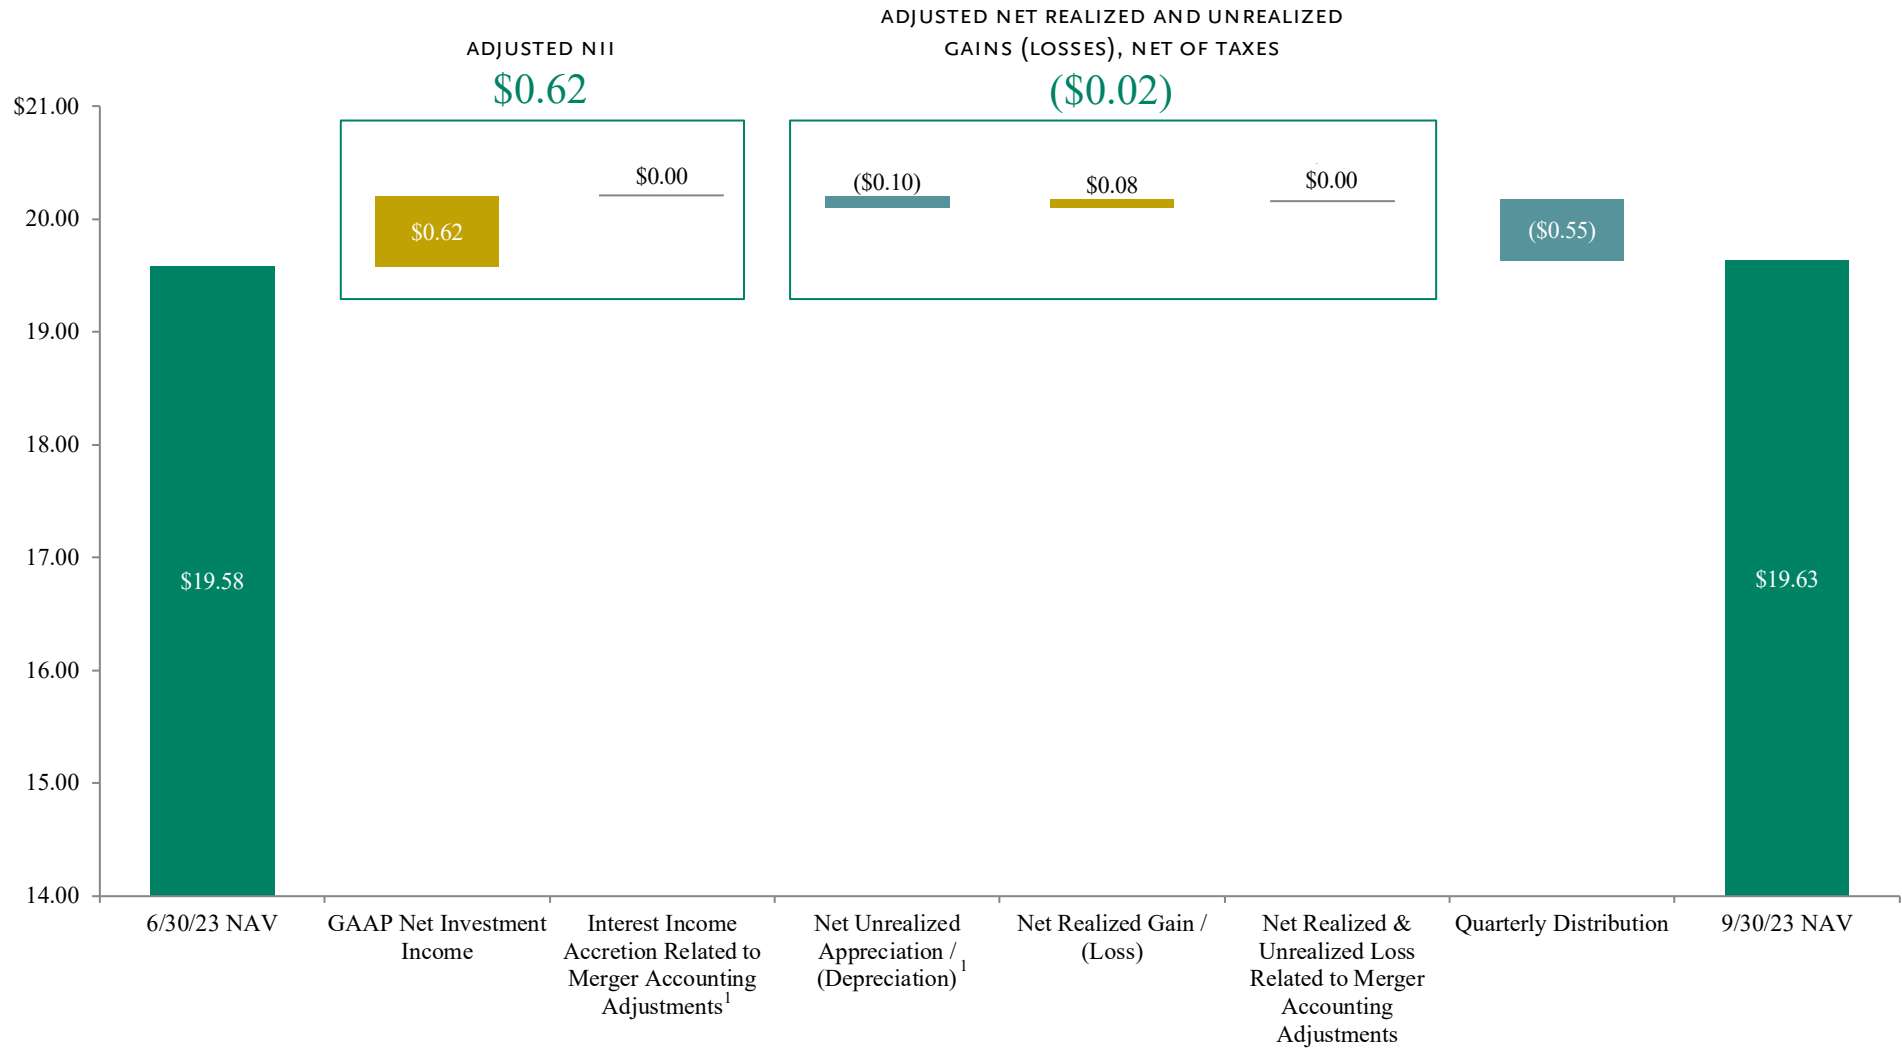 ADJUSTED NII
$0.62
ADJUSTED NET REALIZED AND UNREALIZED
GAINS (LOSSES), NET OF TAXES
($0.02)
$21.00
20.00
19.00
18.00
17.00
16.00
15.00
14.00
$19.58
$0.62
$0.00
($0.10)
$0.08
$0.00
($0.55)
$19.63
6/30/23 NAV
GAAP Net Investment
Income
Interest Income
Accretion Related to
Merger Accounting
Adjustments1
Net Unrealized
Appreciation /
(Depreciation) 1
Net Realized Gain /
(Loss)
Net Realized &
Unrealized Loss
Related to Merger
Accounting
Adjustments
Quarterly Distribution
9/30/23 NAV